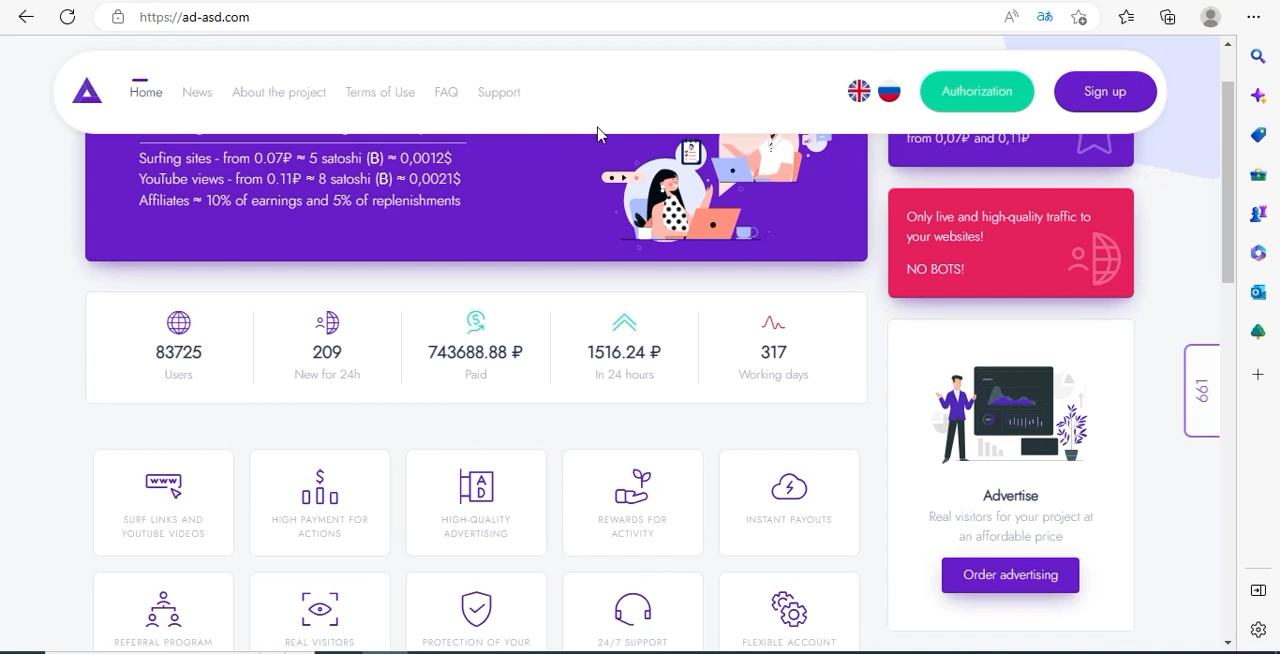 https://ad-asd.com
Home News About the project Terms of Use FAQ Support
Authorization Sign up
Surfing sites - from 0.07₽ ≈ 5 satoshi (₿) ≈ 0,0012$
YouTube views - from 0.11₽ ≈ 8 satoshi (₿) ≈ 0,0021$
Affiliates ≈ 10% of earnings and 5% of replenishments
from 0,07₽ and 0,11₽
Only live and high-quality traffic to
your websites!
NO BOTS!
83725
Users
209
New for 24h
743688.88 ₽
Paid
1516.24 ₽
In 24 hours
317
Working days
661
SURF LINKS AND
YOUTUBE VIDEOS
HIGH PAYMENT FOR
ACTIONS
HIGH-QUALITY
ADVERTISING
REWARDS FOR
ACTIVITY
INSTANT PAYOUTS
Advertise
Real visitors for your project at
an affordable price
Order advertising
REFERRAL PROGRAM
REAL VISITORS
PROTECTION OF YOUR
24/7 SUPPORT
FLEXIBLE ACCOUNT